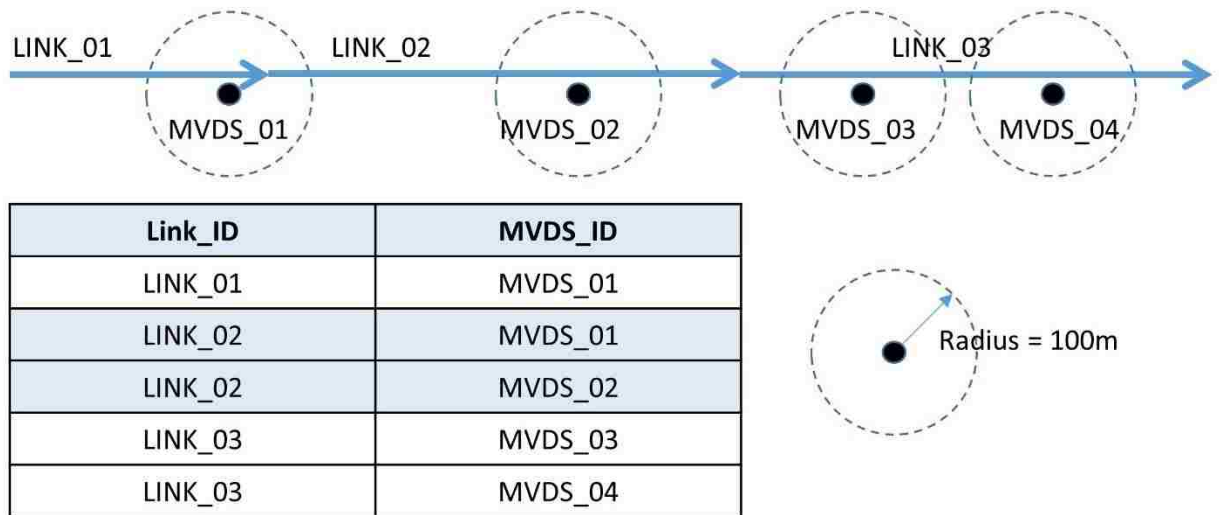 LINK_01 LINK_02 LINK_03
MVDS_01 MVDS_02 MVDS_03 MVDS_04
Link_ID MVDS_ID
LINK_01 MVDS_01
LINK_02 MVDS_01
LINK_02 MVDS_02
LINK_03 MVDS_03
LINK_03 MVDS_04
Radius = 100m